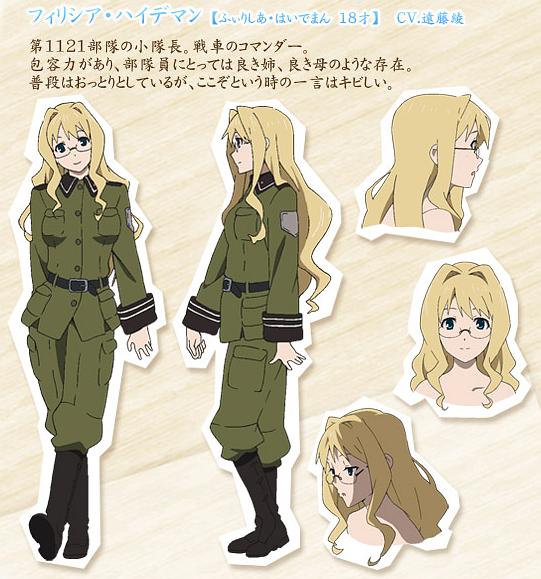 フィリシア・ハイデマン【ふぃりしあ・はいでまん 18才】 CV.遠藤綾
第1121部隊の小隊長。戦車のコマンダー。
包容力があり、部隊員にとっては良き姉、良き母のような存在。
普段はおっとりとしているが、ここぞという時の一言はキビしい。